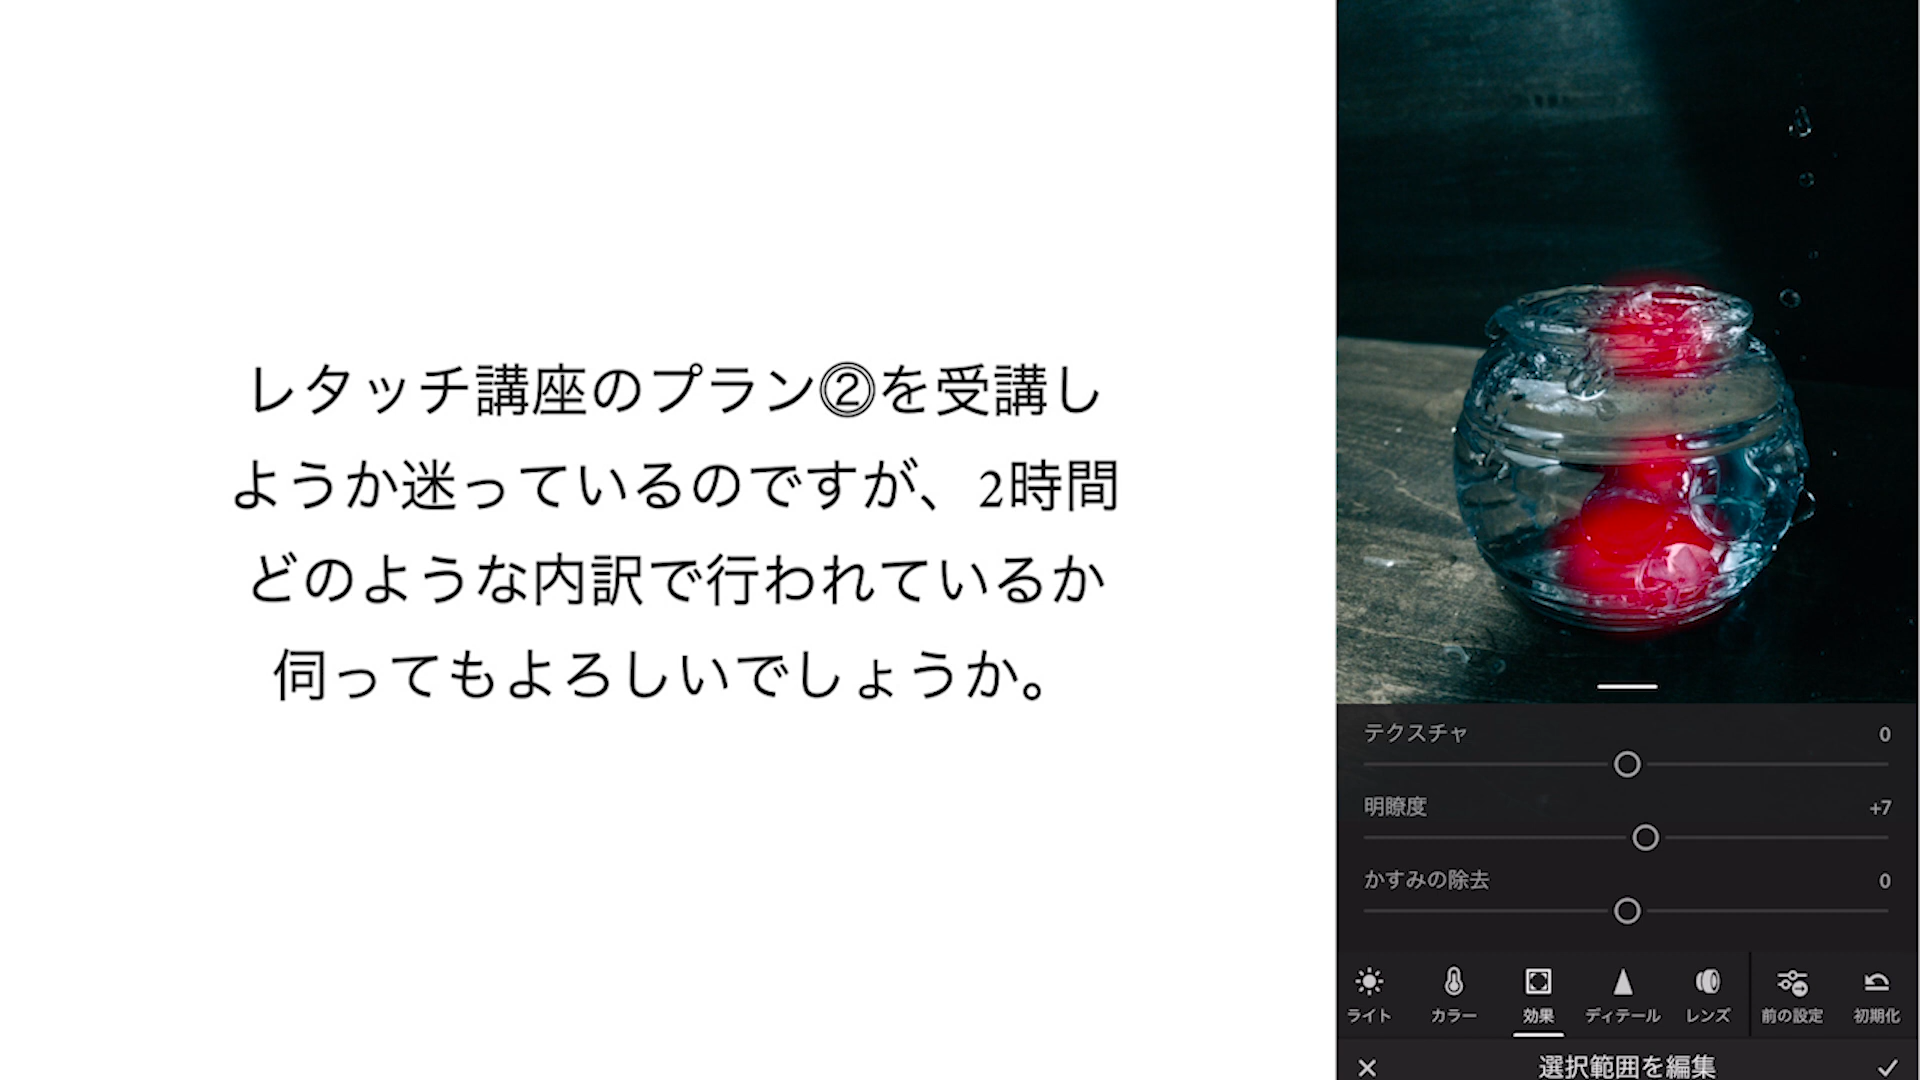 レタッチ講座のプラン②を受講し
ようか迷っているのですが、2時間
どのような内訳で行われているか
伺ってもよろしいでしょうか。
テクスチャ 0
明瞭度 +7
かすみの除去 0
ライト カラー 効果 ディテール レンズ 前の設定 初期化
選択範囲を編集